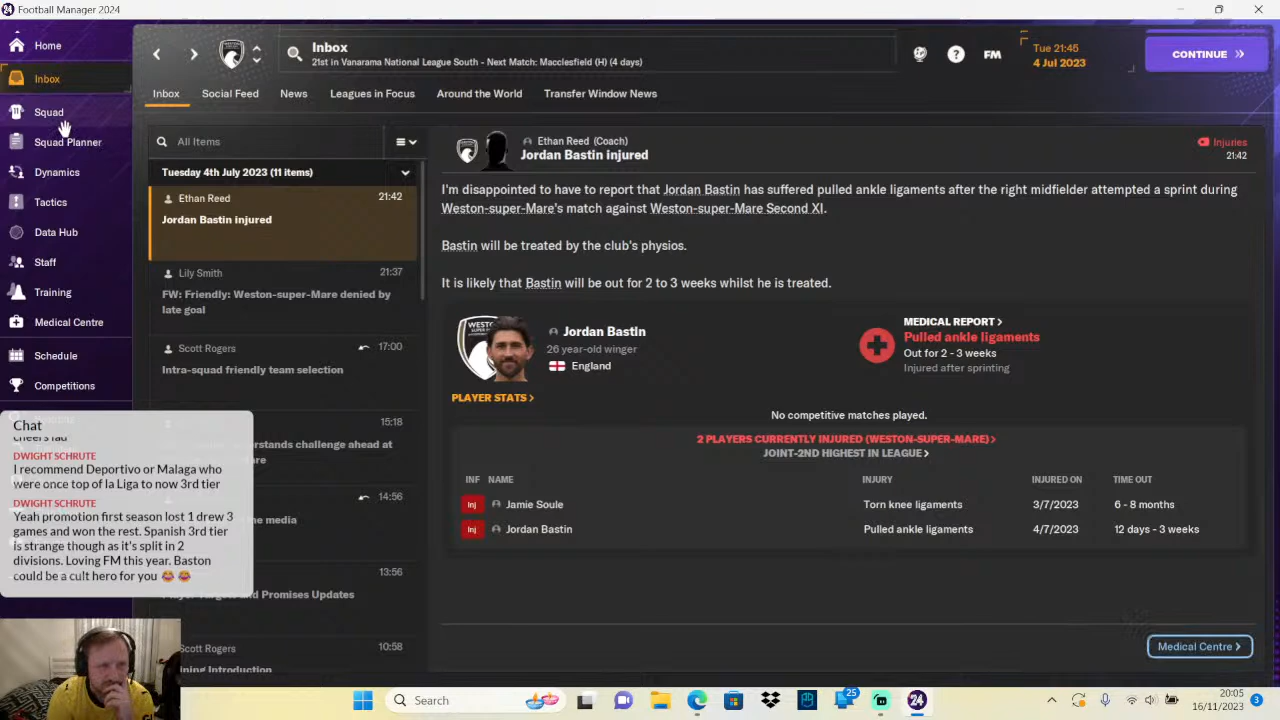 Football Manager 2024
Home
Inbox
Squad
Squad Planner
Dynamics
Tactics
Data Hub
Staff
Training
Medical Centre
Schedule
Competitions
Inbox
21st in Vanarama National League South - Next Match: Macclesfield (H) (4 days)
FM
Tue 21:45
4 Jul 2023
CONTINUE
Inbox
Social Feed
News
Leagues in Focus
Around the World
Transfer Window News
All Items
Tuesday 4th July 2023 (11 items)
Ethan Reed
21:42
Jordan Bastin injured
Lily Smith
21:37
FW: Friendly: Weston-super-Mare denied by
late goal
Scott Rogers
17:00
Intra-squad friendly team selection
15:18
challenge ahead at
14:56
media
13:56
and Promises Updates
Scott Rogers
10:58
Introduction
Ethan Reed (Coach)
Jordan Bastin injured
Injuries
21:42
I'm disappointed to have to report that Jordan Bastin has suffered pulled ankle ligaments after the right midfielder attempted a sprint during
Weston-super-Mare's match against Weston-super-Mare Second XI.
Bastin will be treated by the club's physios.
It is likely that Bastin will be out for 2 to 3 weeks whilst he is treated.
Jordan Bastin
26 year-old winger
England
PLAYER STATS >
MEDICAL REPORT >
Pulled ankle ligaments
Out for 2 - 3 weeks
Injured after sprinting
No competitive matches played.
2 PLAYERS CURRENTLY INJURED (WESTON-SUPER-MARE) >
JOINT-2ND HIGHEST IN LEAGUE >
INF NAME INJURY INJURED ON TIME OUT
Inj Jamie Soule Torn knee ligaments 3/7/2023 6 - 8 months
Inj Jordan Bastin Pulled ankle ligaments 4/7/2023 12 days - 3 weeks
Medical Centre >
Chat
cheers lad
DWIGHT SCHRUTE
I recommend Deportivo or Malaga who
were once top of la Liga to now 3rd tier
DWIGHT SCHRUTE
Yeah promotion first season lost 1 drew 3
games and won the rest. Spanish 3rd tier
is strange though as it's split in 2
divisions. Loving FM this year. Baston
could be a cult hero for you 😂 😂
Search
25
20:05
16/11/2023
3